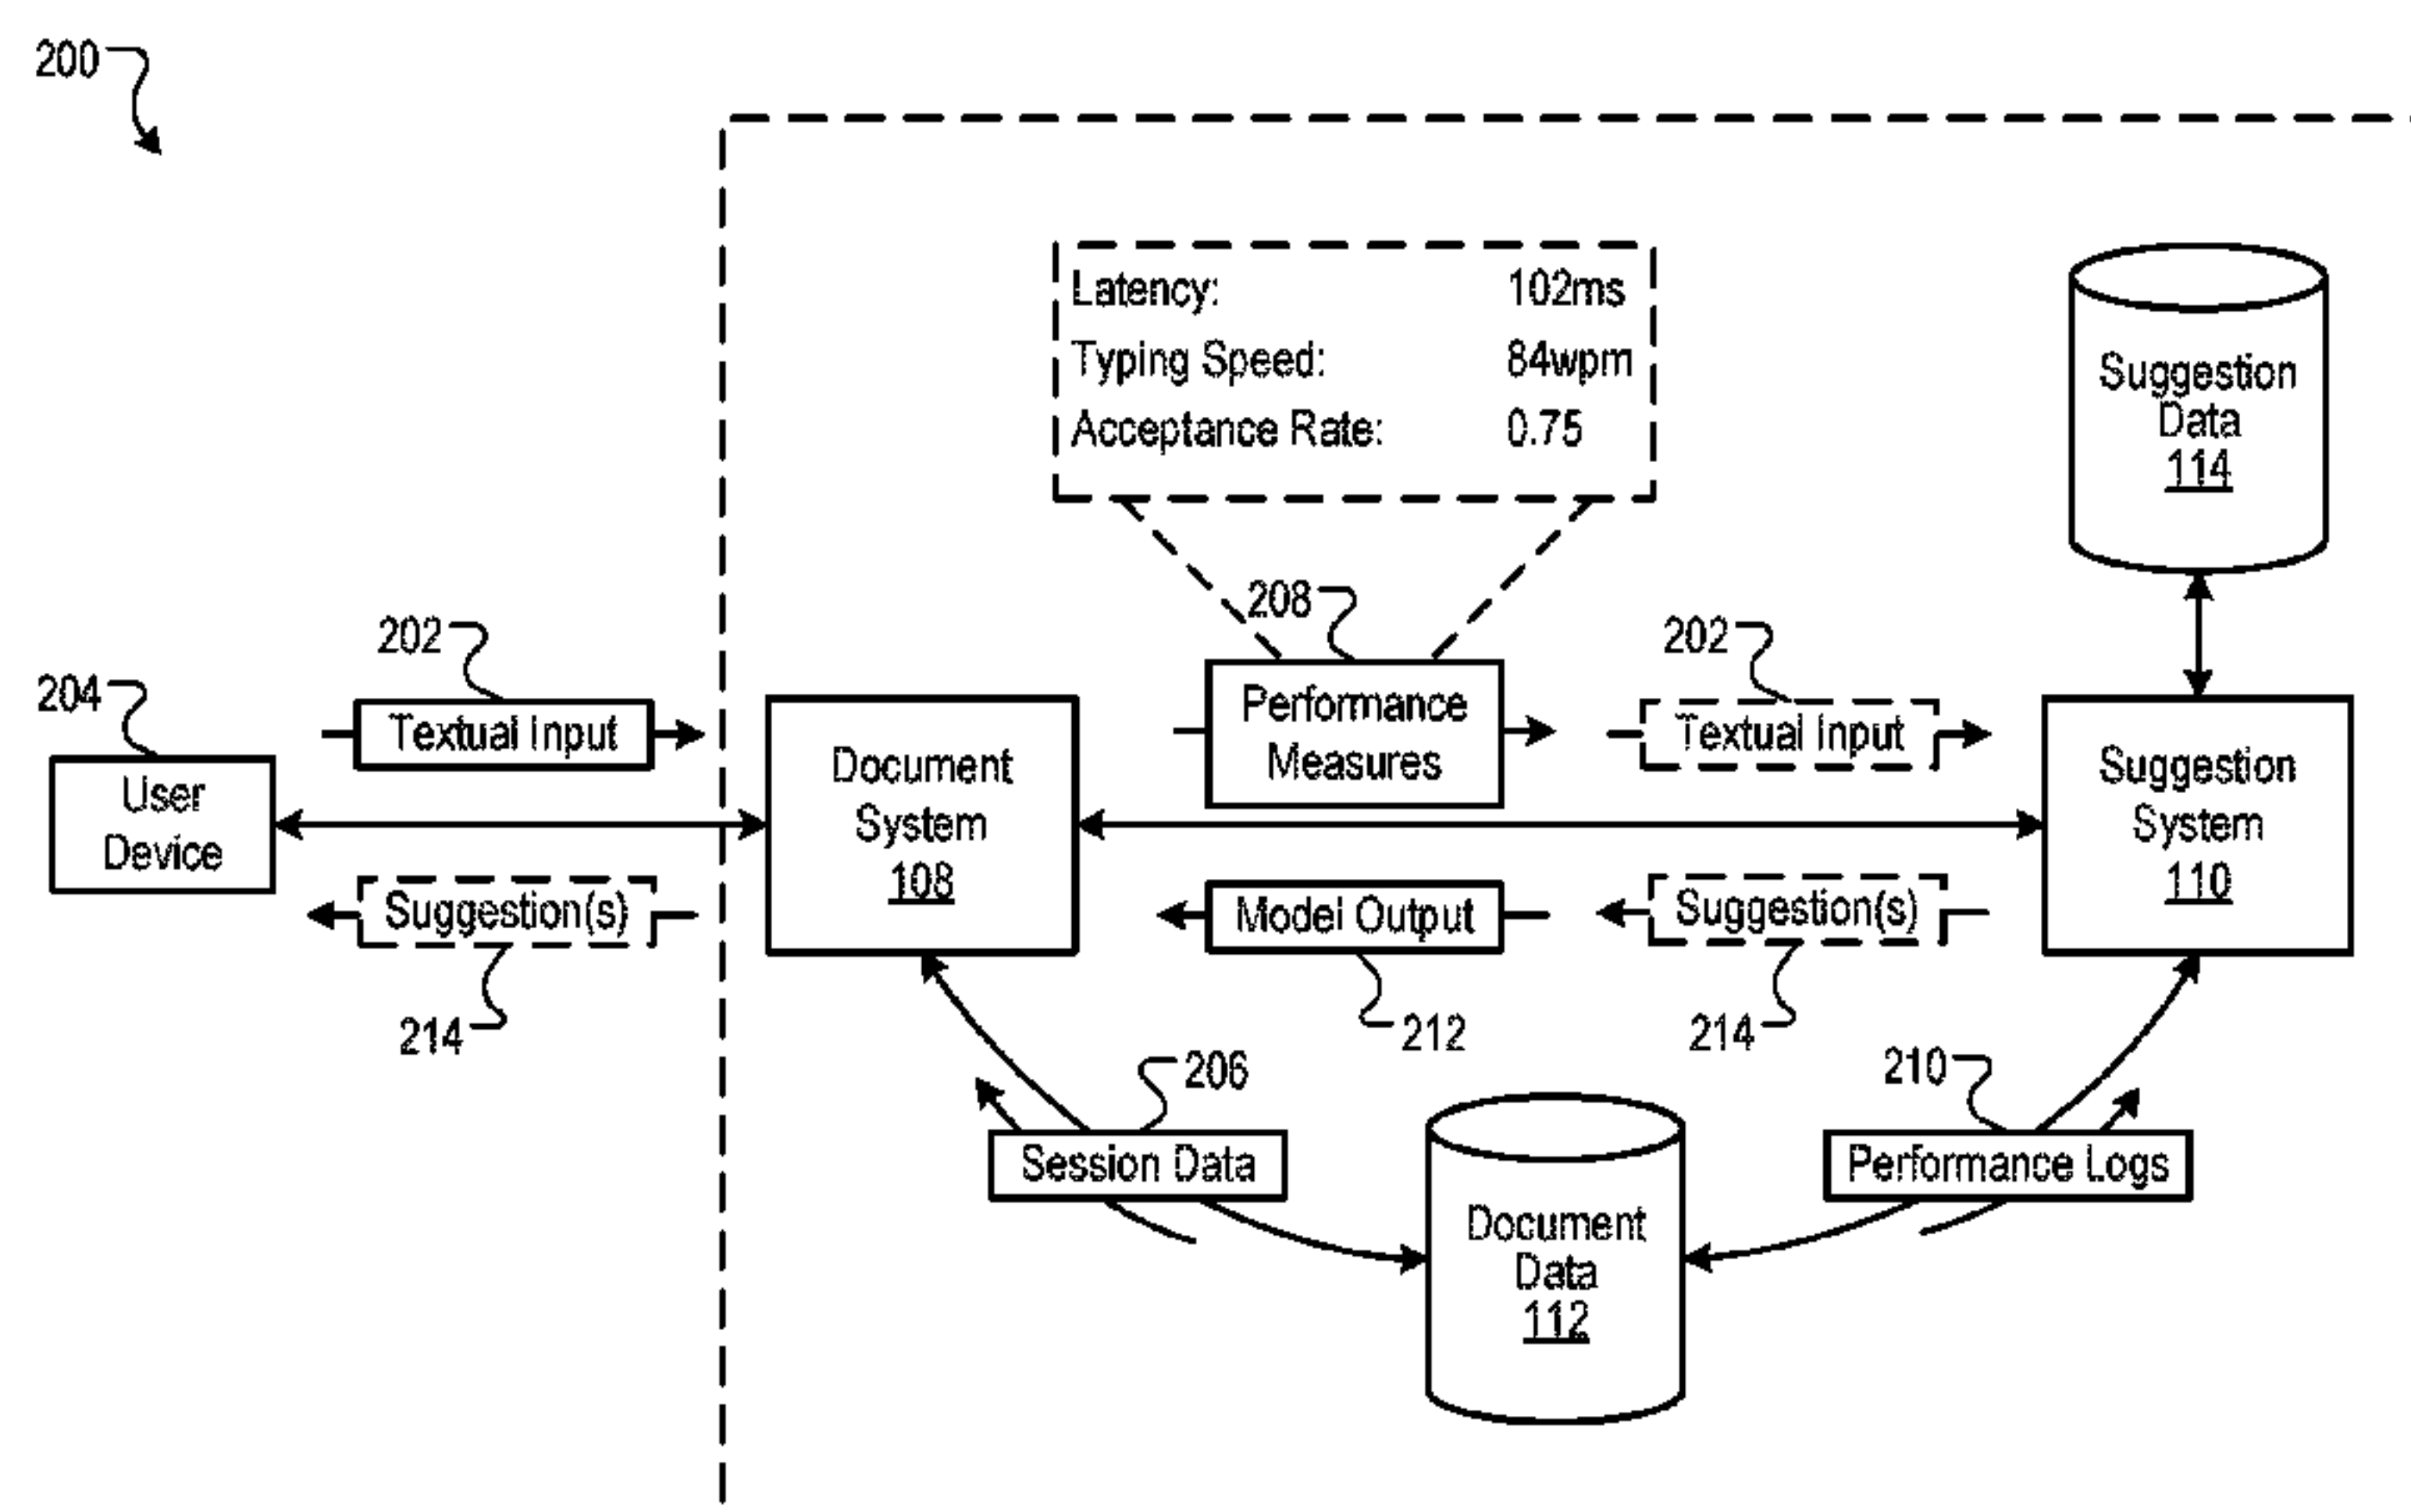 200
Latency: 102ms
Typing Speed: 84wpm
Acceptance Rate: 0.75
Suggestion
Data
114
208
202
202
204
Textual Input
Performance
Measures
Textual Input
User
Device
Document
System
108
Suggestion
System
110
Suggestion(s)
Model Output
Suggestion(s)
214
212
214
206
210
Session Data
Performance Logs
Document
Data
112